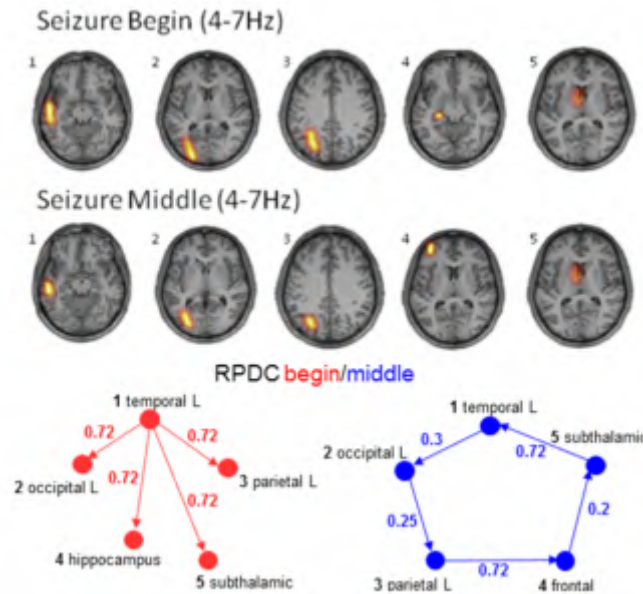 Seizure Begin (4-7Hz)
1 2 3 4 5
Seizure Middle (4-7Hz)
1 2 3 4 5
RPDC begin/middle
1 temporal L
0.72
0.72
0.72
0.72
2 occipital L
3 parietal L
4 hippocampus
5 subthalamic
1 temporal L
5 subthalamic
0.3
0.72
2 occipital L
0.25
0.2
0.72
3 parietal L
4 frontal